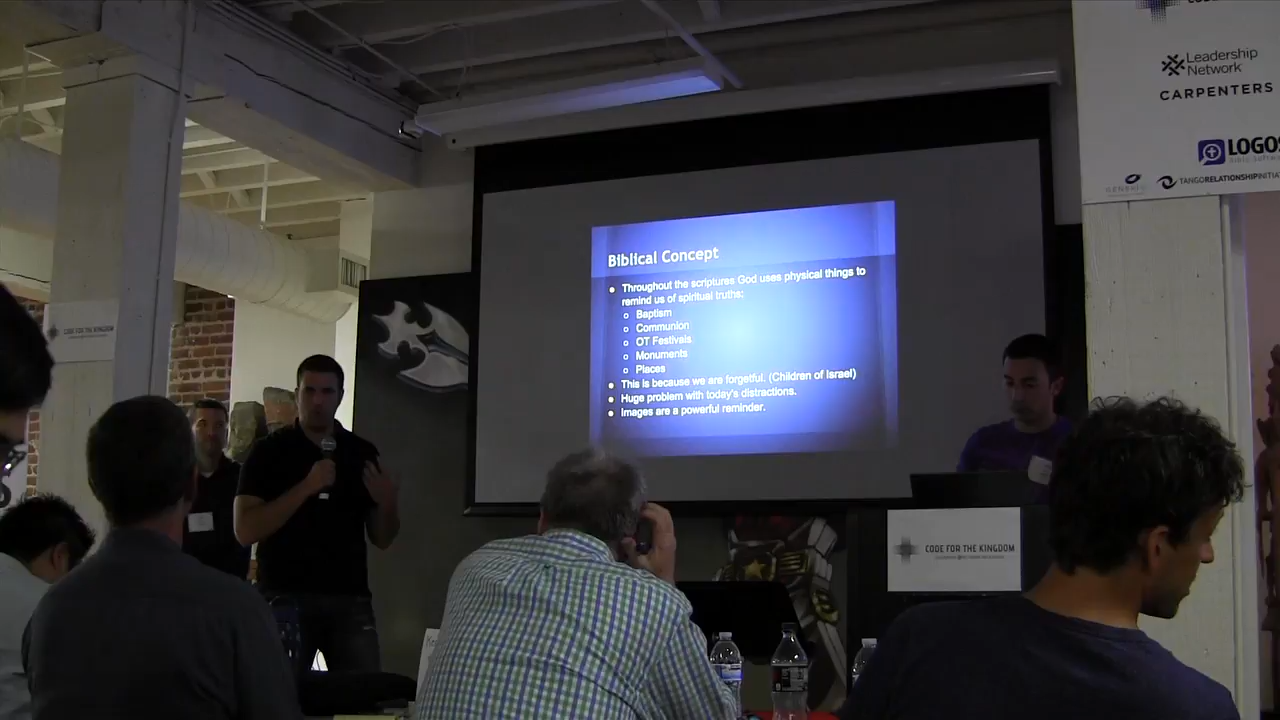 Leadership
Network
CARPENTERS
LOGOS
TANGORELATIONSHIPINITIA
Biblical Concept
Throughout the scriptures God uses physical things to
remind us of spiritual truths:
Baptism
Communion
OT Festivals
Monuments
Places
This is because we are forgetful. (Children of Israel)
Huge problem with today's distractions.
Images are a powerful reminder.
CODE FOR THE KINGDOM
CODE FOR THE KINGDOM